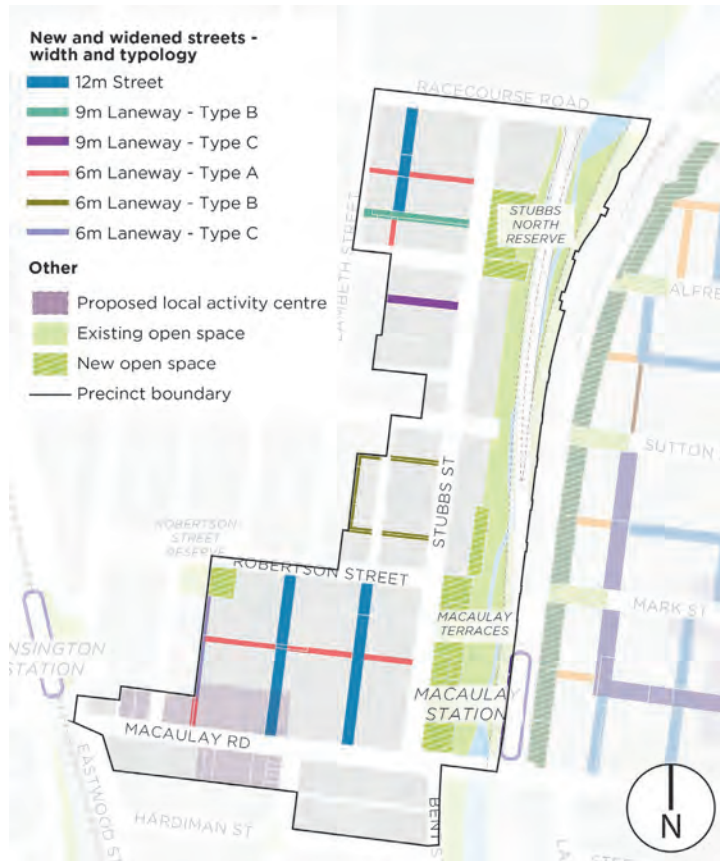 New and widened streets -
width and typology
12m Street
9m Laneway - Type B
9m Laneway - Type C
6m Laneway - Type A
6m Laneway - Type B
6m Laneway - Type C
Other
Proposed local activity centre
Existing open space
New open space
Precinct boundary
RACECOURSE ROAD
LAMBETH STREET
STUBBS
NORTH
RESERVE
ALFRE
SUTTON
STUBBS ST
ROBERTSON
STREET
RESERVE
ROBERTSON STREET
MARK ST
MACAULAY
TERRACES
NSINGTON
STATION
MACAULAY
STATION
MACAULAY RD
EASTWOOD ST
HARDIMAN ST
BENT S
N